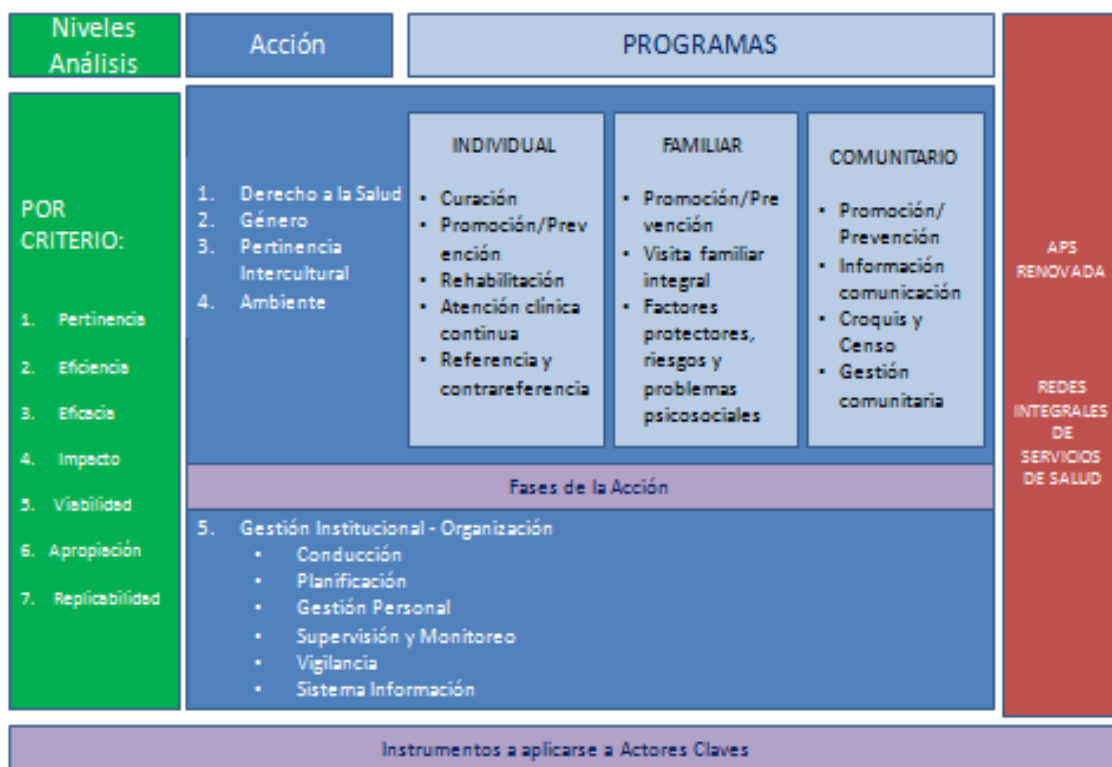 Niveles
Análisis
Acción
PROGRAMAS
POR
CRITERIO:
1. Pertinencia
2. Eficiencia
3. Eficacia
4. Impacto
5. Viabilidad
6. Apropiación
7. Replicabilidad
1. Derecho a la Salud
2. Género
3. Pertinencia
Intercultural
4. Ambiente
INDIVIDUAL
• Curación
• Promoción/Prev
ención
• Rehabilitación
• Atención clínica
continua
• Referencia y
contrareferencia
FAMILIAR
• Promoción/Pre
vención
• Visita familiar
integral
• Factores
protectores,
riesgos y
problemas
psicosociales
COMUNITARIO
• Promoción/
Prevención
• Información
comunicación
• Croquis y
Censo
• Gestión
comunitaria
Fases de la Acción
5. Gestión Institucional - Organización
• Conducción
• Planificación
• Gestión Personal
• Supervisión y Monitoreo
• Vigilancia
• Sistema Información
APS
RENOVADA
REDES
INTEGRALES
DE
SERVICIOS
DE SALUD
Instrumentos a aplicarse a Actores Claves